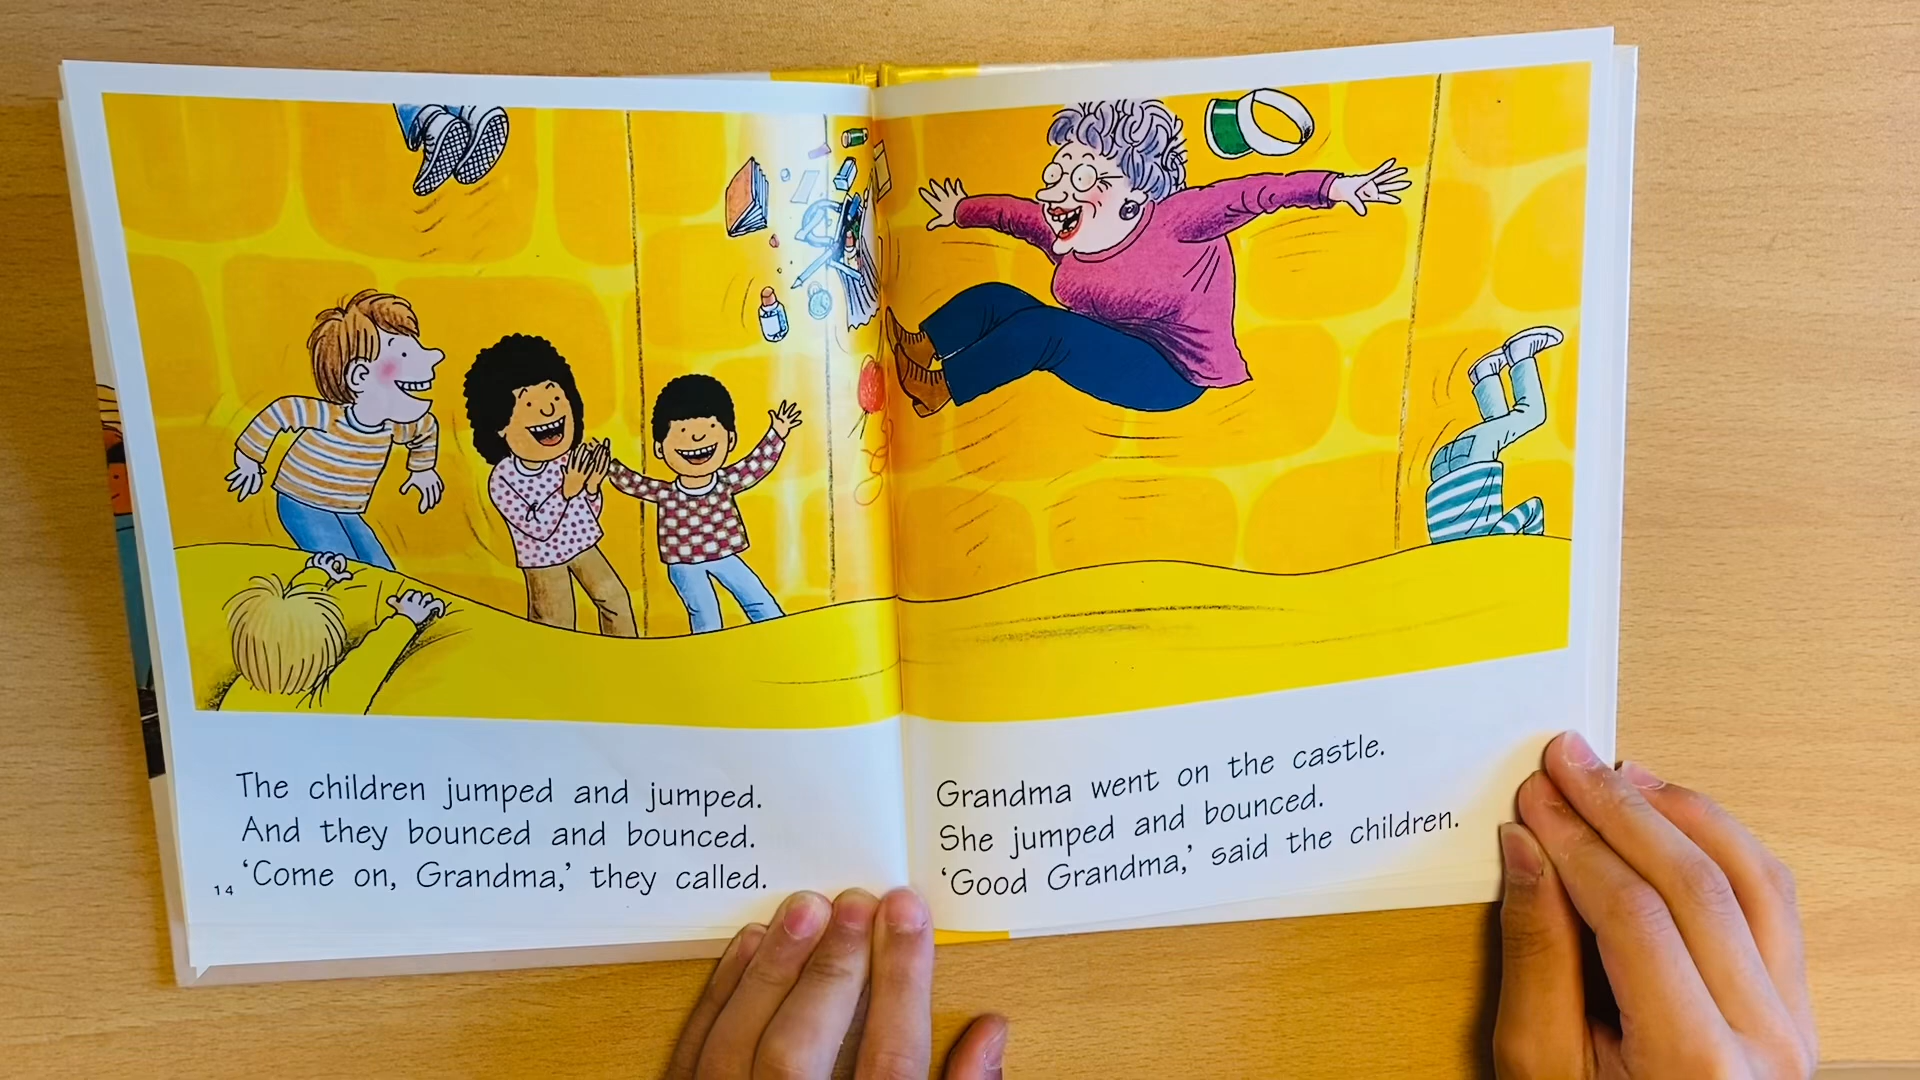 The children jumped and jumped.
And they bounced and bounced.
‘Come on, Grandma,’ they called.
14
Grandma went on the castle.
She jumped and bounced.
‘Good Grandma,’ said the children.